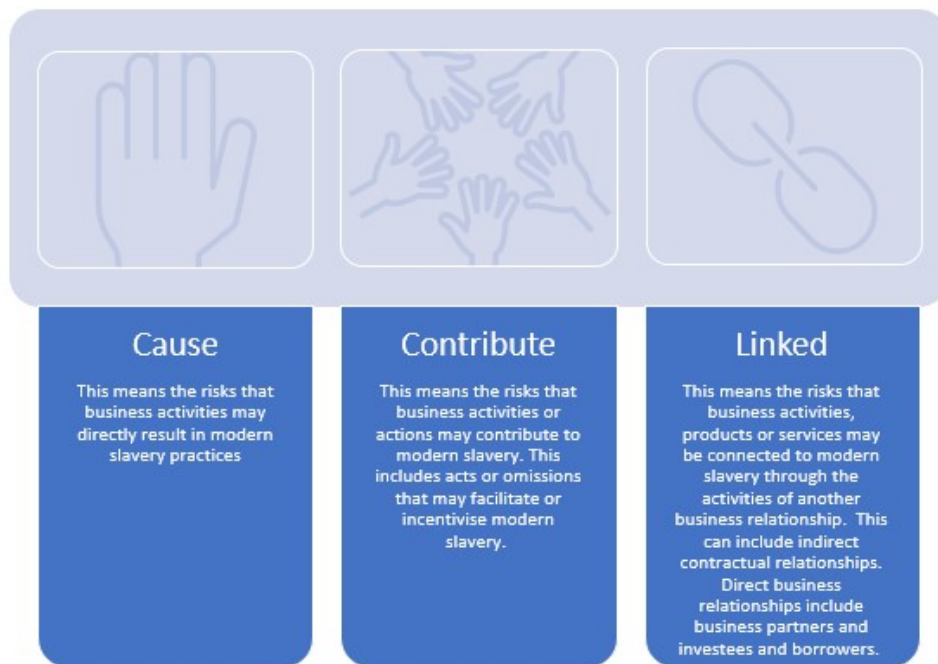 Cause
This means the risks that
business activities may
directly result in modern
slavery practices
Contribute
This means the risks that
business activities or
actions may contribute to
modern slavery. This
includes acts or omissions
that may facilitate or
incentivise modern
slavery.
Linked
This means the risks that
business activities,
products or services may
be connected to modern
slavery through the
activities of another
business relationship. This
can include indirect
contractual relationships.
Direct business
relationships include
business partners and
investees and borrowers.